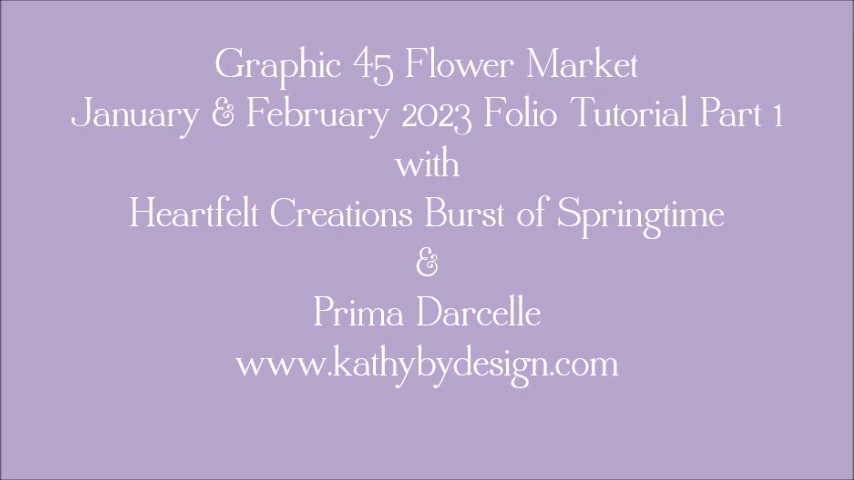 Graphic 45 Flower Market
January & February 2023 Folio Tutorial Part 1
with
Heartfelt Creations Burst of Springtime
&
Prima Darcelle
www.kathybydesign.com